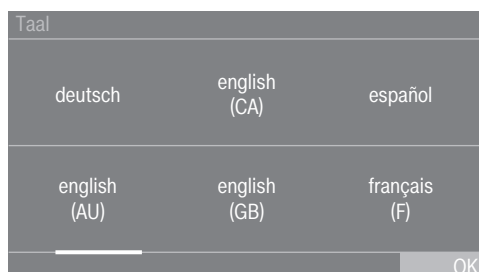 Taal
deutsch
english
(CA)
español
english
(AU)
english
(GB)
français
(F)
OK